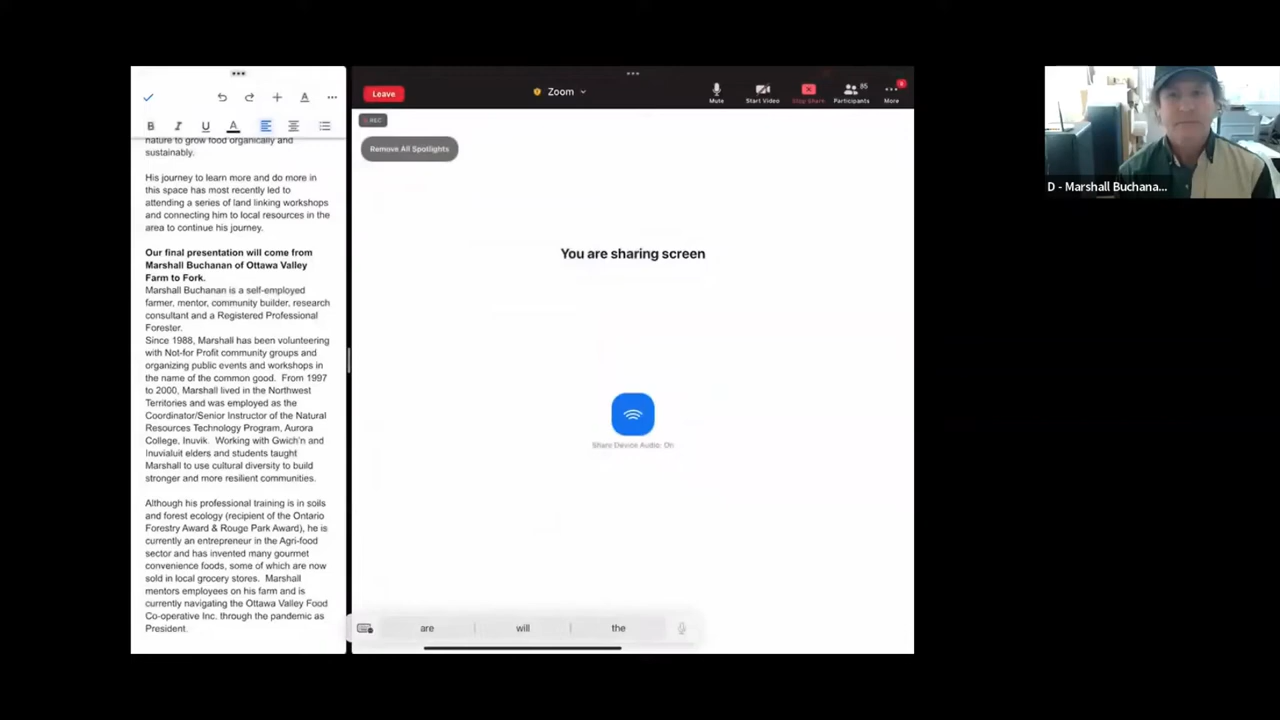 nature to grow food organically and
sustainably.
His journey to learn more and do more in
this space has most recently led to
attending a series of land linking workshops
and connecting him to local resources in the
area to continue his journey.
Our final presentation will come from
Marshall Buchanan of Ottawa Valley
Farm to Fork.
Marshall Buchanan is a self-employed
farmer, mentor, community builder, research
consultant and a Registered Professional
Forester.
Since 1988, Marshall has been volunteering
with Not-for Profit community groups and
organizing public events and workshops in
the name of the common good.  From 1997
to 2000, Marshall lived in the Northwest
Territories and was employed as the
Coordinator/Senior Instructor of the Natural
Resources Technology Program, Aurora
College, Inuvik.  Working with Gwich'n and
Inuvialuit elders and students taught
Marshall to use cultural diversity to build
stronger and more resilient communities.
Although his professional training is in soils
and forest ecology (recipient of the Ontario
Forestry Award & Rouge Park Award), he is
currently an entrepreneur in the Agri-food
sector and has invented many gourmet
convenience foods, some of which are now
sold in local grocery stores.  Marshall
mentors employees on his farm and is
currently navigating the Ottawa Valley Food
Co-operative Inc. through the pandemic as
President.
B I U A
Leave
Zoom
Mute
Start Video
Stop Share
85
Participants
More
REC
Remove All Spotlights
You are sharing screen
Share Device Audio: On
are will the
D - Marshall Buchana...